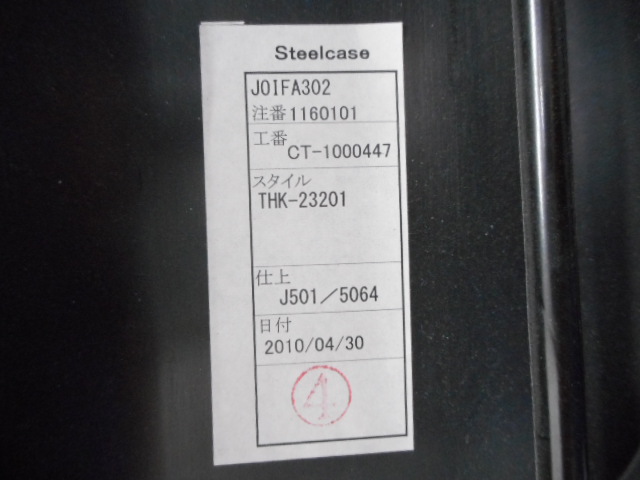 Steelcase
JOIFA302
注番1160101
工番
CT-1000447
スタイル
THK-23201
仕上
J501／5064
日付
2010/04/30
4